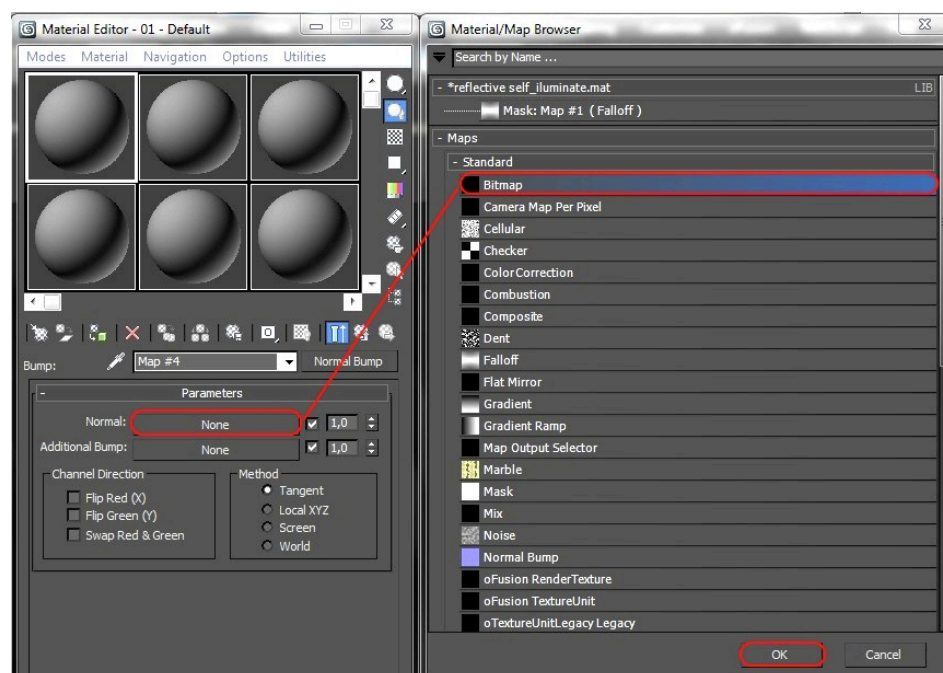 Material Editor - 01 - Default
Modes Material Navigation Options Utilities
Bump: Map #4 Normal Bump
- Parameters
Normal: None 1,0
Additional Bump: None 1,0
Channel Direction
Flip Red (X)
Flip Green (Y)
Swap Red & Green
Method
Tangent
Local XYZ
Screen
World
Material/Map Browser
Search by Name ...
- *reflective self_iluminate.mat LIB
Mask: Map #1 ( Falloff )
- Maps
- Standard
Bitmap
Camera Map Per Pixel
Cellular
Checker
ColorCorrection
Combustion
Composite
Dent
Falloff
Flat Mirror
Gradient
Gradient Ramp
Map Output Selector
Marble
Mask
Mix
Noise
Normal Bump
oFusion RenderTexture
oFusion TextureUnit
oTextureUnitLegacy Legacy
OK Cancel